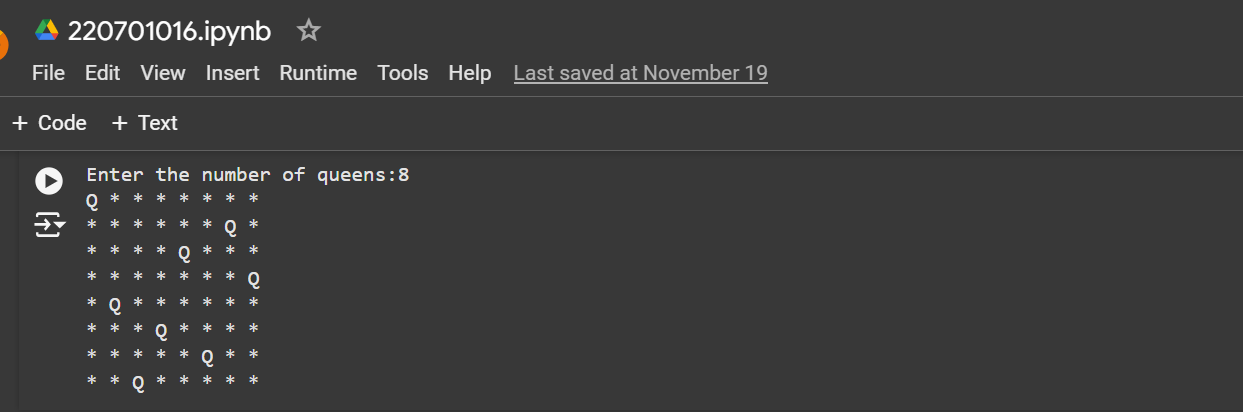 220701016.ipynb
File Edit View Insert Runtime Tools Help Last saved at November 19
+ Code + Text
Enter the number of queens:8
Q * * * * * * *
* * * * * * Q *
* * * * Q * * *
* * * * * * * Q
* Q * * * * * *
* * * Q * * * *
* * * * * Q * *
* * Q * * * * *